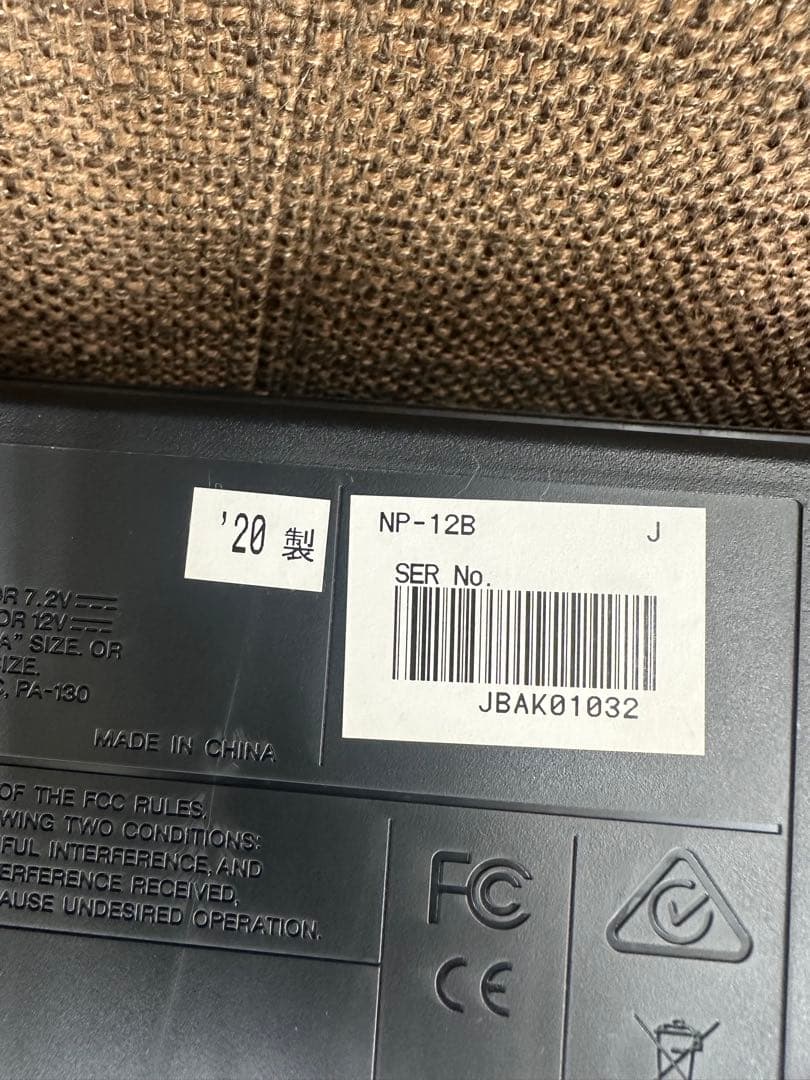 '20 製
NP-12B J
SER No.
JBAK01032
OR 7.2V
OR 12V
A" SIZE. OR
SIZE.
C, PA-130
MADE IN CHINA
OF THE FCC RULES.
WING TWO CONDITIONS:
FUL INTERFERENCE, AND
ERFERENCE RECEIVED,
AUSE UNDESIRED OPERATION.
FC
CE